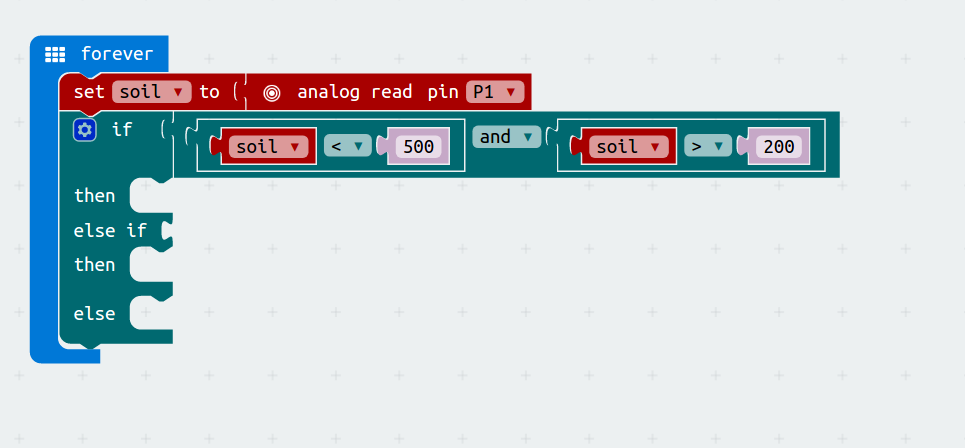 forever
set soil to analog read pin P1
if soil < 500 and soil > 200
then
else if
then
else